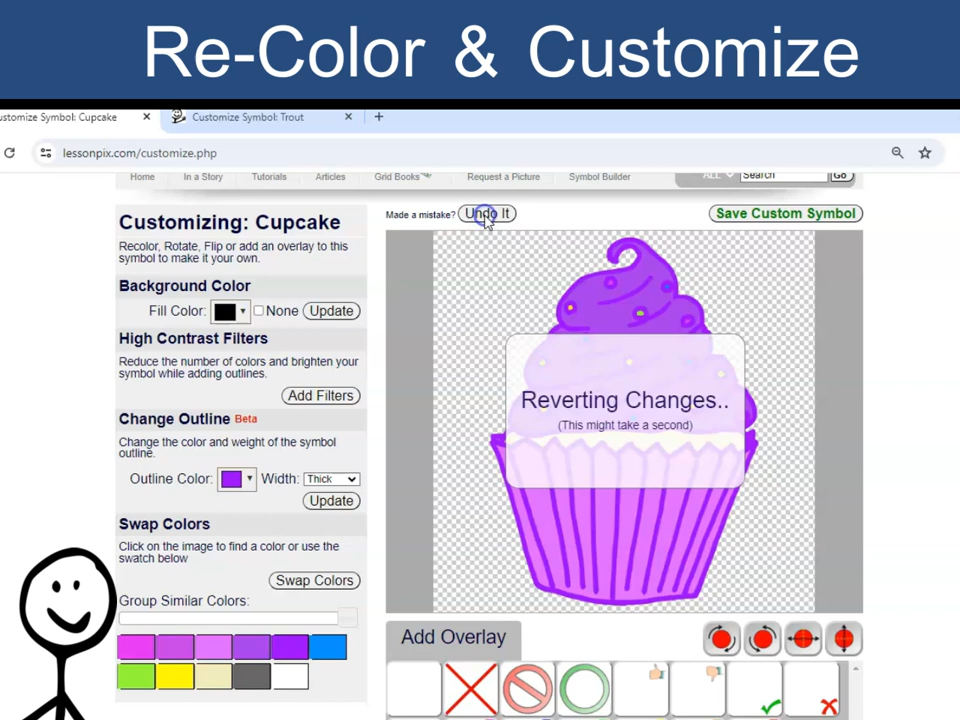 Re-Color & Customize
ustomize Symbol: Cupcake
Customize Symbol: Trout
lessonpix.com/customize.php
Home In a Story Tutorials Articles Grid Books Request a Picture Symbol Builder ALL Search Go
Customizing: Cupcake
Recolor, Rotate, Flip or add an overlay to this
symbol to make it your own.
Background Color
Fill Color: None Update
High Contrast Filters
Reduce the number of colors and brighten your
symbol while adding outlines.
Add Filters
Change Outline Beta
Change the color and weight of the symbol
outline.
Outline Color: Width: Thick
Update
Swap Colors
Click on the image to find a color or use the
swatch below
Swap Colors
Group Similar Colors:
Made a mistake? Undo It
Save Custom Symbol
Reverting Changes..
(This might take a second)
Add Overlay